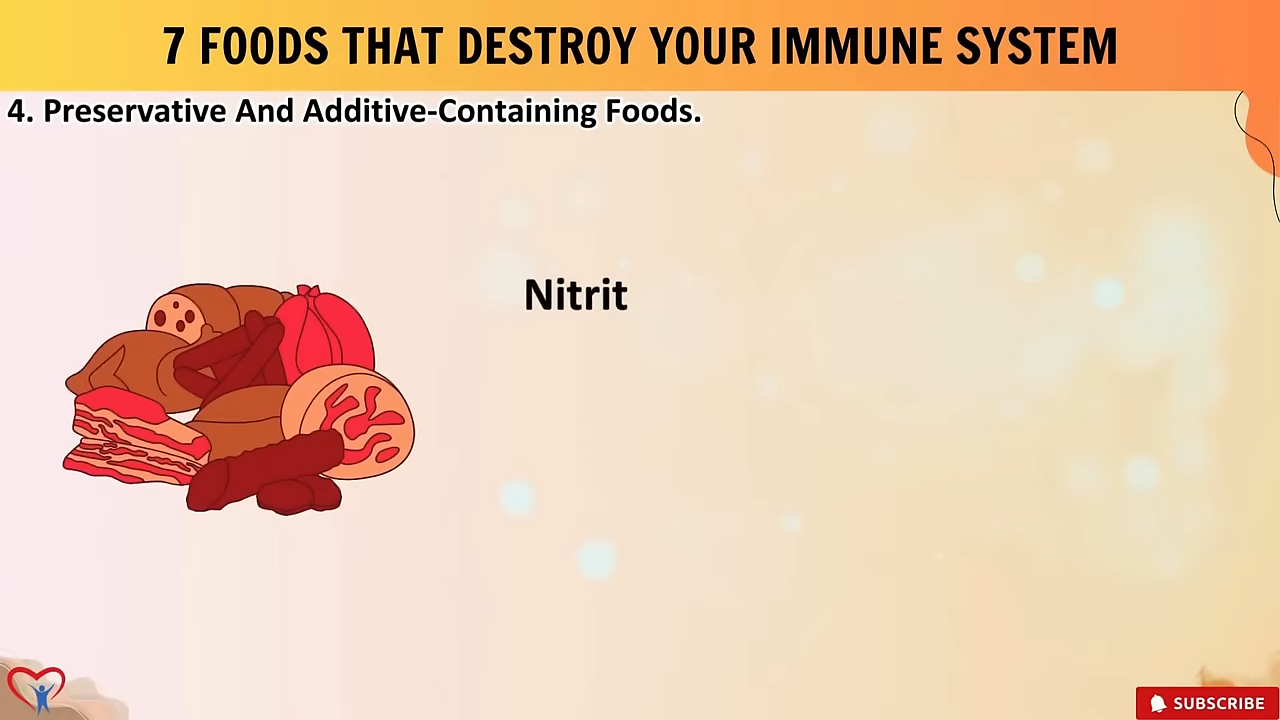 7 FOODS THAT DESTROY YOUR IMMUNE SYSTEM
4. Preservative And Additive-Containing Foods.
Nitrit
SUBSCRIBE